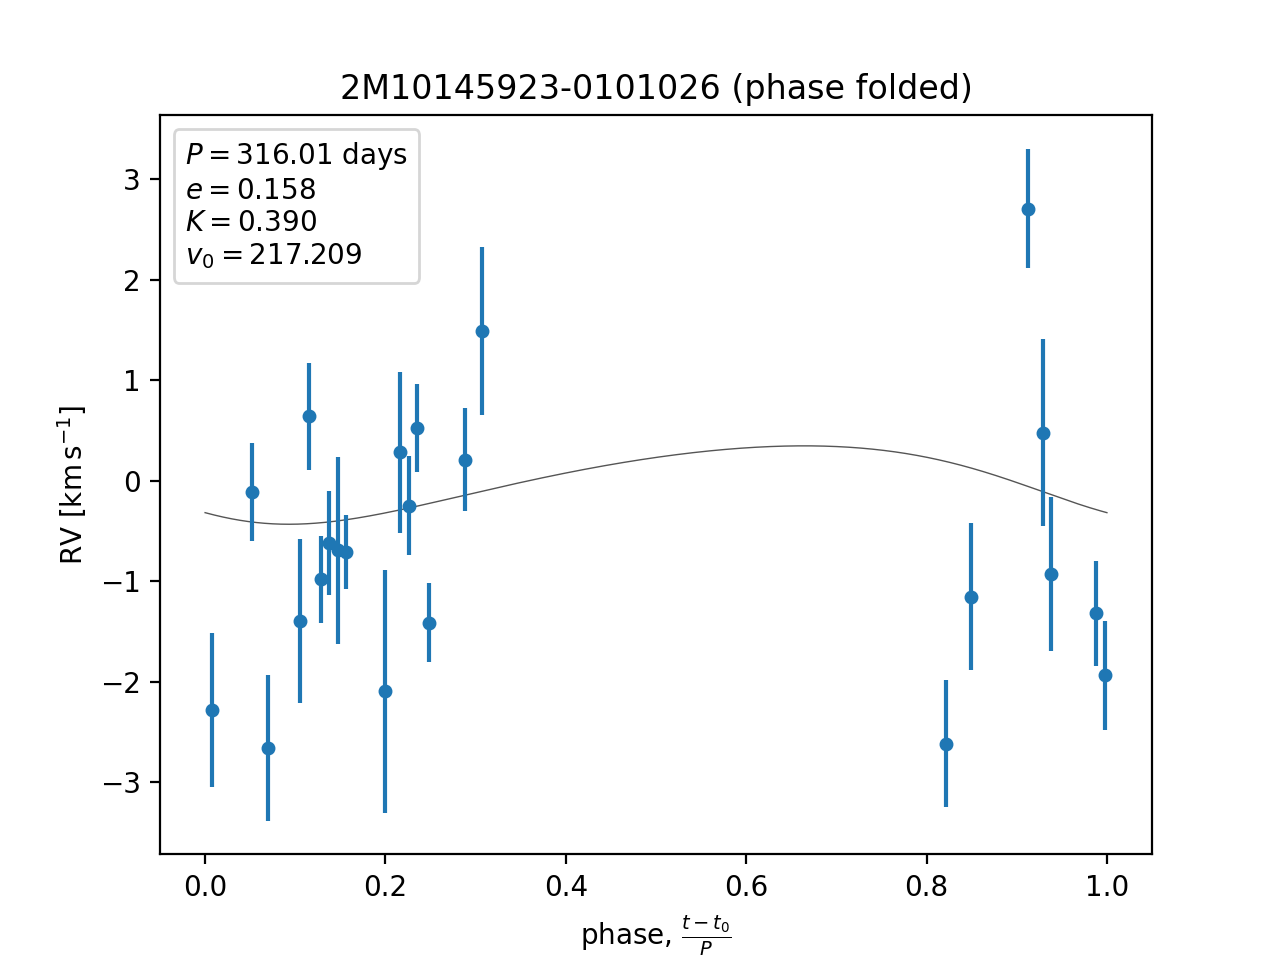 2M10145923-0101026 (phase folded)
P = 316.01 days
e = 0.158
K = 0.390
v₀ = 217.209
3
2
1
0
−1
−2
−3
RV [km s⁻¹]
0.0 0.2 0.4 0.6 0.8 1.0
phase, (t − t₀)/P